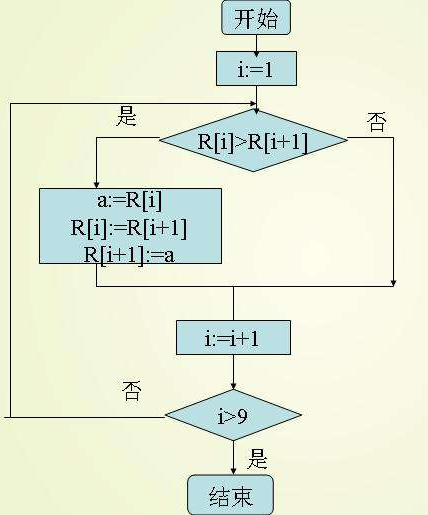 开始
i:=1
是
否
R[i]>R[i+1]
a:=R[i]
R[i]:=R[i+1]
R[i+1]:=a
i:=i+1
否
i>9
是
结束